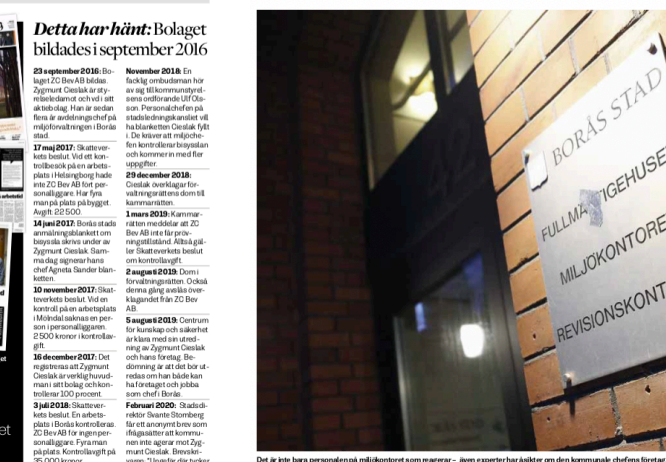 Detta har hänt: Bolaget
bildades i september 2016
23 september 2016: Bo-
laget ZC Bev AB bildas.
Zygmunt Cieslak är sty-
relseledamot och vd i sitt
aktiebolag. Han är sedan
flera år avdelningschef på
miljöförvaltningen i Borås
stad.
17 maj 2017: Skattever-
kets beslut. Vid ett kon-
trollbesök på en arbets-
plats i Helsingborg hade
inte ZC Bev AB fört per-
sonalliggare. Har fyra
man på plats på bygget.
Avgift: 22 500.
14 juni 2017: Borås stads
anmälningsblankett om
bisyssla skrivs under av
Zygmunt Cieslak. Sam-
ma dag signerar hans
chef Agneta Sander blan-
ketten.
10 november 2017: Skat-
teverkets beslut. Vid en
kontroll på en arbetsplats
i Mölndal saknas en per-
son i personalliggaren.
2 500 kronor i kontrollav-
gift.
16 december 2017: Det
registreras att Zygmunt
Cieslak är verklig huvud-
man i sitt bolag och kon-
trollerar 100 procent.
3 juli 2018: Skattever-
kets beslut. En arbets-
plats i Borås kontrolleras.
ZC Bev AB för ingen per-
sonalliggare. Fyra man
på plats. Kontrollavgift på
35 000 kronor
November 2018: En
facklig ombudsman hör
av sig till kommunstyrel-
sens ordförande Ulf Ols-
son. Personalchefen på
stadsledningskansliet vill
ha blanketten Cieslak fyllt
i. De kräver att miljöche-
fen kontrollerar bisysslan
och kommer in med fler
uppgifter.
29 december 2018:
Cieslak överklagar för-
valtningsrättens dom till
kammarrätten.
1 mars 2019: Kammar-
rätten meddelar att ZC
Bev AB inte får pröv-
ningstillstånd. Alltså gäl-
ler Skatteverkets beslut
om kontrollavgift.
2 augusti 2019: Dom i
förvaltningsrätten. Också
denna gång avslås över-
klagandet från ZC Bev
AB.
5 augusti 2019: Centrum
för kunskap och säkerhet
är klara med sin utred-
ning av Zygmunt Cieslak
och hans företag. Be-
dömning är att det bör ut-
redas om han både kan
ha företaget och jobba
som chef i Borås.
Februari 2020: Stadsdi-
rektör Svante Stomberg
får ett anonymt brev som
ifrågasätter att kommu-
nen inte agerar mot Zyg-
munt Cieslak. Brevskri-
BORÅS STAD
MILJÖKONTORE
REVISIONSKONT
Det är inte bara personalen på miljökontoret som reagerar – även experter har åsikter om den kommunale chefens företag